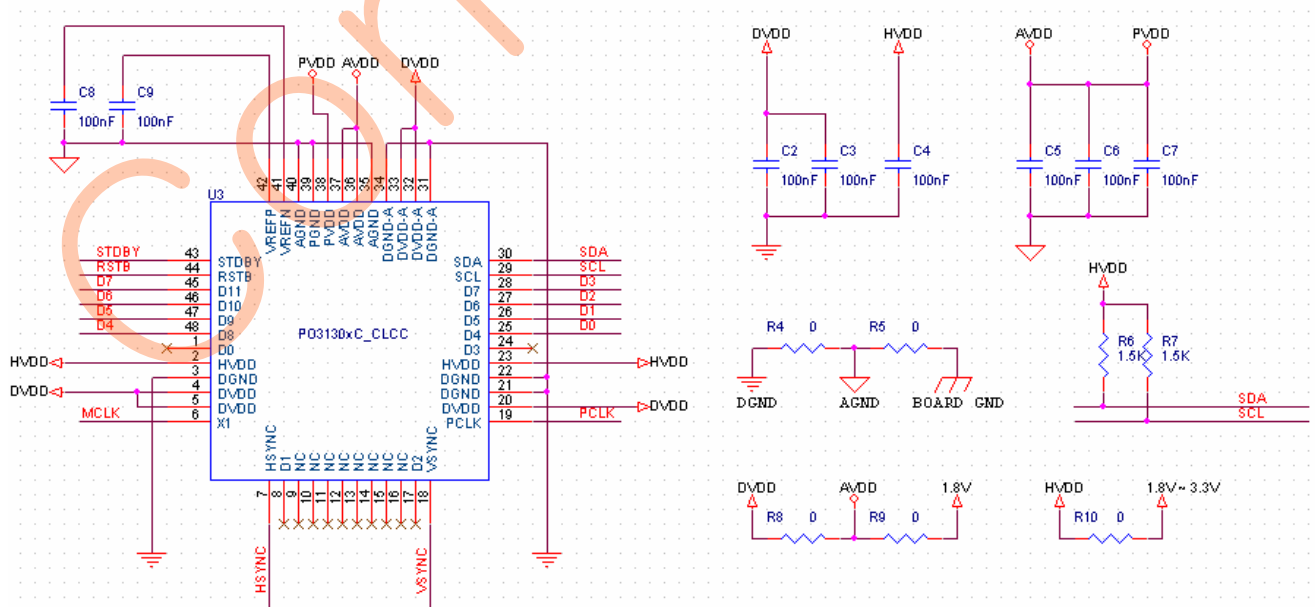 C8
100nF
C9
100nF
PVDD
AVDD
DVDD
DVDD
HVDD
C2
100nF
C3
100nF
C4
100nF
AVDD
PVDD
C5
100nF
C6
100nF
C7
100nF
Con
U3
42
41
40
39
38
37
36
35
34
33
32
31
VREFP
VREFN
AGND
PGND
PVDD
AVDD
AVDD
AGND
DGND-A
DVDD-A
DVDD-A
DGND-A
STDBY 43 STDBY
RSTB 44 RSTB
D7 45 D11
D6 46 D10
D5 47 D9
D4 48 D8
1 D0
HVDD 2 HVDD
3 DGND
DVDD 4 DVDD
5 DVDD
MCLK 6 X1
PO3130xC_CLCC
SDA 30 SDA
SCL 29 SCL
D7 28 D3
D6 27 D2
D5 26 D1
D4 25 D0
D3 24
HVDD 23 HVDD
DGND 22
DGND 21
DVDD 20 DVDD
PCLK 19 PCLK
HSYNC
D1
NC
NC
NC
NC
NC
NC
NC
NC
D2
VSYNC
7
8
9
10
11
12
13
14
15
16
17
18
HSYNC
VSYNC
R4 0
R5 0
DGND
AGND
BOARD GND
HVDD
R6
1.5K
R7
1.5K
SDA
SCL
DVDD
AVDD
1.8V
R8 0
R9 0
HVDD
1.8V~3.3V
R10 0